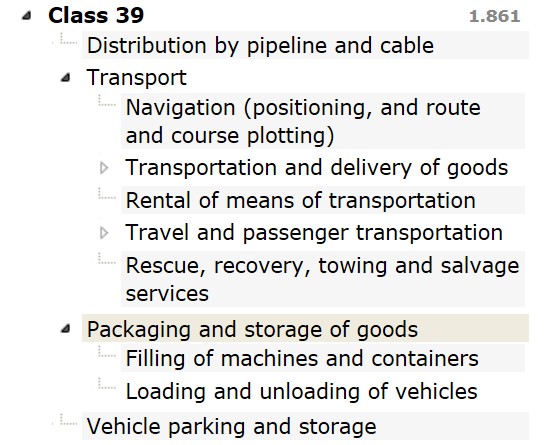 Class 39 1.861
Distribution by pipeline and cable
Transport
Navigation (positioning, and route
and course plotting)
Transportation and delivery of goods
Rental of means of transportation
Travel and passenger transportation
Rescue, recovery, towing and salvage
services
Packaging and storage of goods
Filling of machines and containers
Loading and unloading of vehicles
Vehicle parking and storage